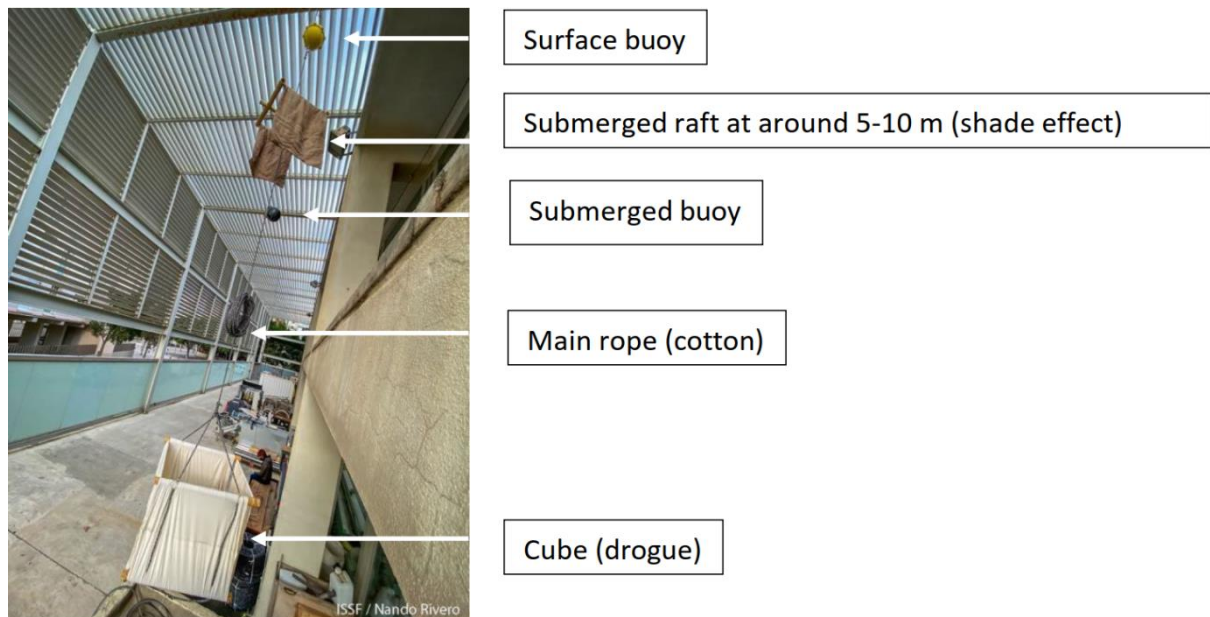 Surface buoy
Submerged raft at around 5-10 m (shade effect)
Submerged buoy
Main rope (cotton)
Cube (drogue)
ISSF / Nando Rivero